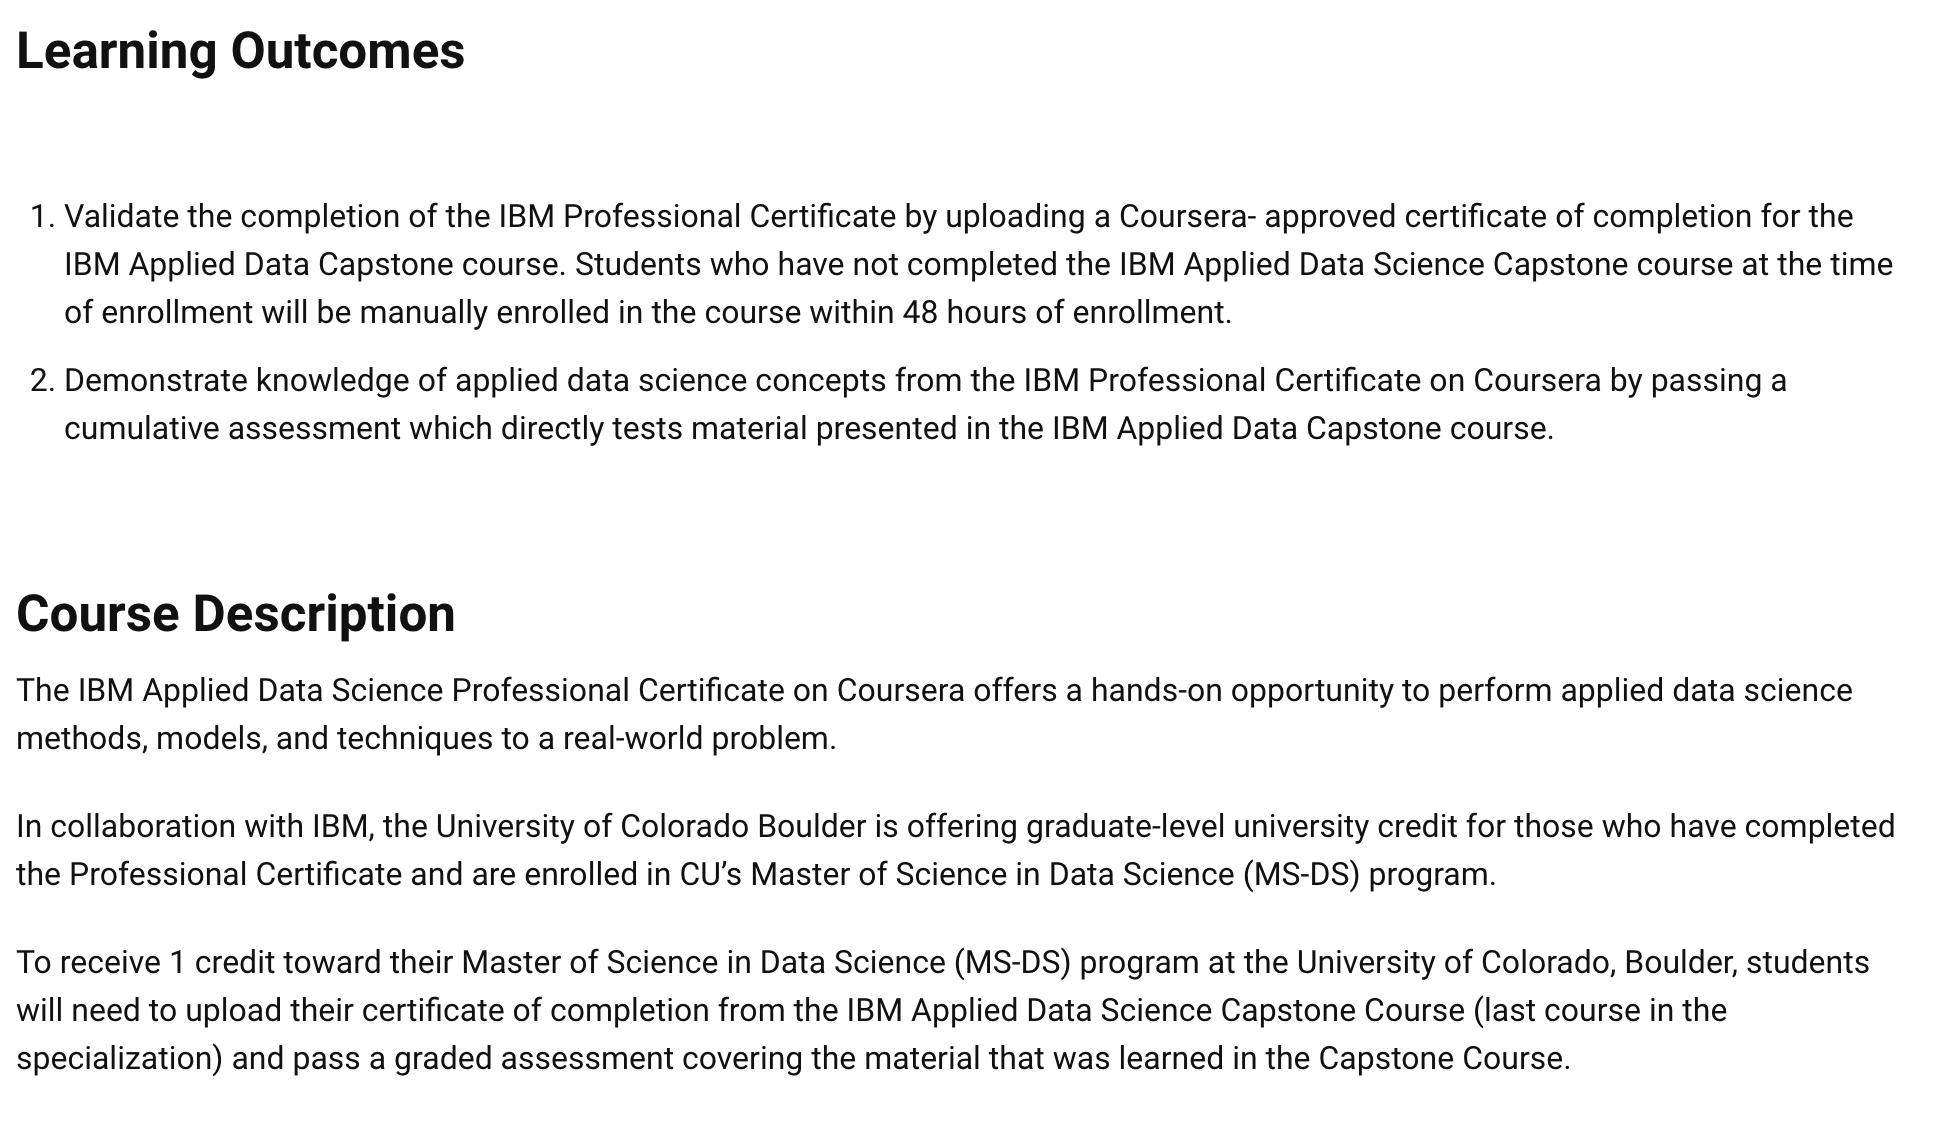 Learning Outcomes
1. Validate the completion of the IBM Professional Certificate by uploading a Coursera- approved certificate of completion for the
IBM Applied Data Capstone course. Students who have not completed the IBM Applied Data Science Capstone course at the time
of enrollment will be manually enrolled in the course within 48 hours of enrollment.
2. Demonstrate knowledge of applied data science concepts from the IBM Professional Certificate on Coursera by passing a
cumulative assessment which directly tests material presented in the IBM Applied Data Capstone course.
Course Description
The IBM Applied Data Science Professional Certificate on Coursera offers a hands-on opportunity to perform applied data science
methods, models, and techniques to a real-world problem.
In collaboration with IBM, the University of Colorado Boulder is offering graduate-level university credit for those who have completed
the Professional Certificate and are enrolled in CU’s Master of Science in Data Science (MS-DS) program.
To receive 1 credit toward their Master of Science in Data Science (MS-DS) program at the University of Colorado, Boulder, students
will need to upload their certificate of completion from the IBM Applied Data Science Capstone Course (last course in the
specialization) and pass a graded assessment covering the material that was learned in the Capstone Course.